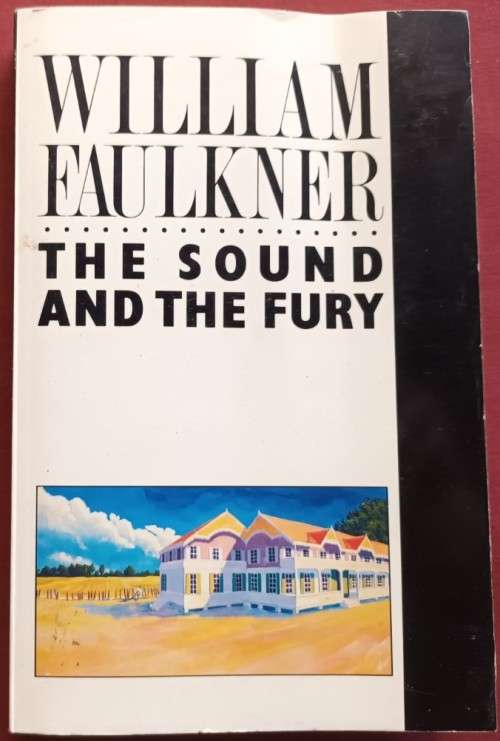 WILLIAM
FAULKNER
THE SOUND
AND THE FURY